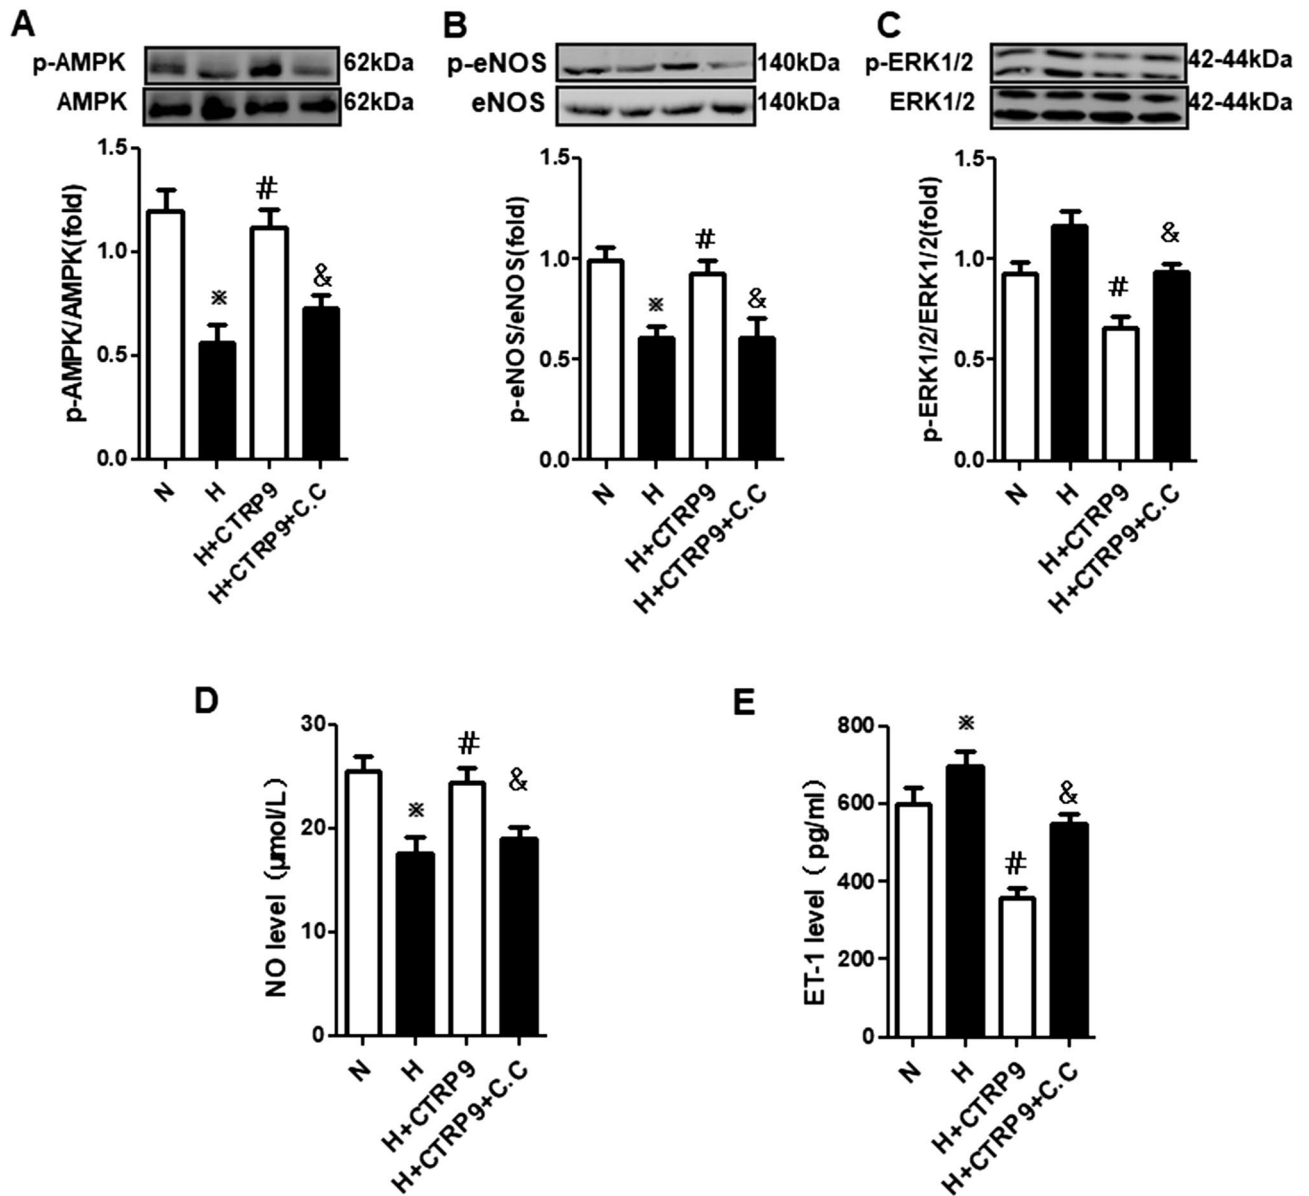 A
p-AMPK
62kDa
AMPK
62kDa
p-AMPK/AMPK(fold)
1.5
1.0
0.5
0.0
※
#
&
N
H
H+CTRP9
H+CTRP9+C.C
B
p-eNOS
140kDa
eNOS
140kDa
p-eNOS/eNOS(fold)
1.5
1.0
0.5
0.0
※
#
&
N
H
H+CTRP9
H+CTRP9+C.C
C
p-ERK1/2
42-44kDa
ERK1/2
42-44kDa
p-ERK1/2/ERK1/2(fold)
1.5
1.0
0.5
0.0
#
&
N
H
H+CTRP9
H+CTRP9+C.C
D
NO level（μmol/L）
30
20
10
0
※
#
&
N
H
H+CTRP9
H+CTRP9+C.C
E
ET-1 level（pg/ml）
800
600
400
200
0
※
#
&
N
H
H+CTRP9
H+CTRP9+C.C